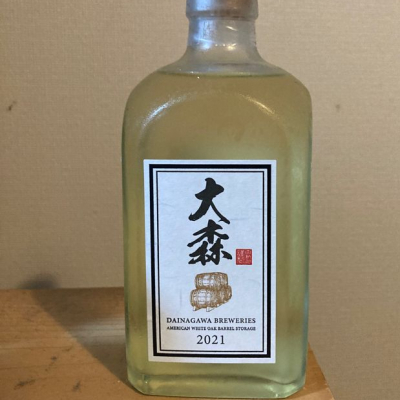 大森
DAINAGAWA BREWERIES
AMERICAN WHITE OAK BARREL STORAGE
2021